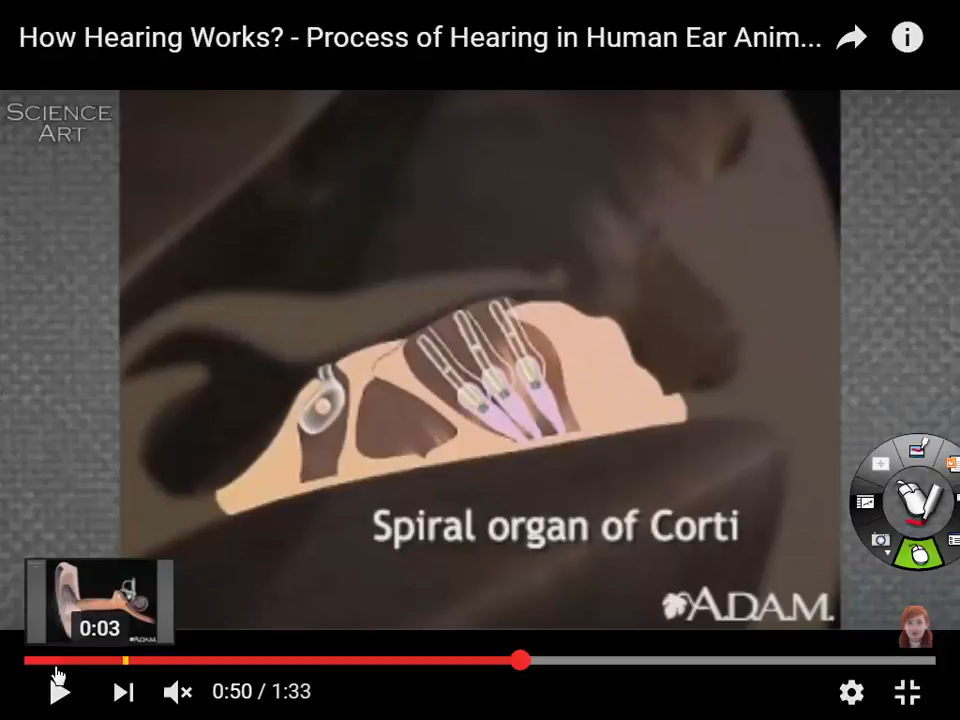 How Hearing Works? - Process of Hearing in Human Ear Anim...
SCIENCE
ART
Spiral organ of Corti
A.D.A.M.
0:03
0:50 / 1:33